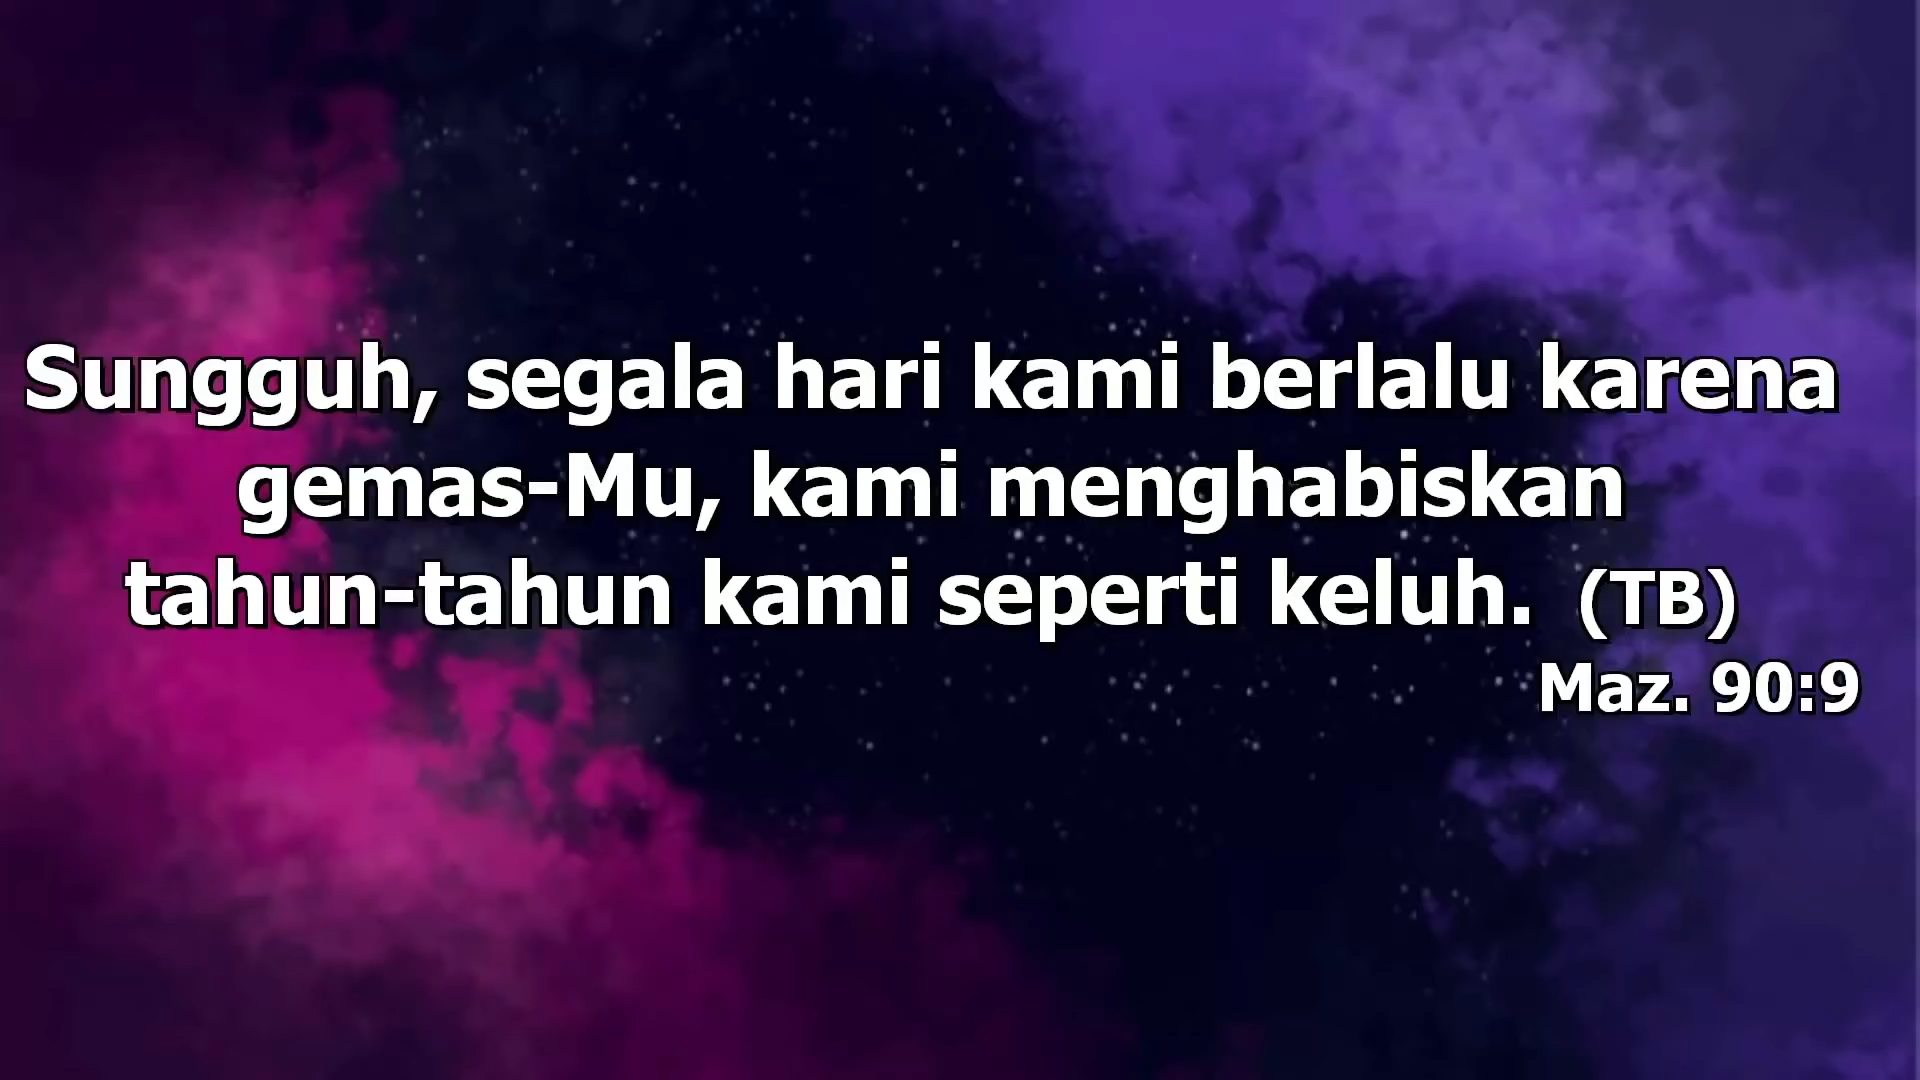 Sungguh, segala hari kami berlalu karena
gemas-Mu, kami menghabiskan
tahun-tahun kami seperti keluh. (TB)
Maz. 90:9